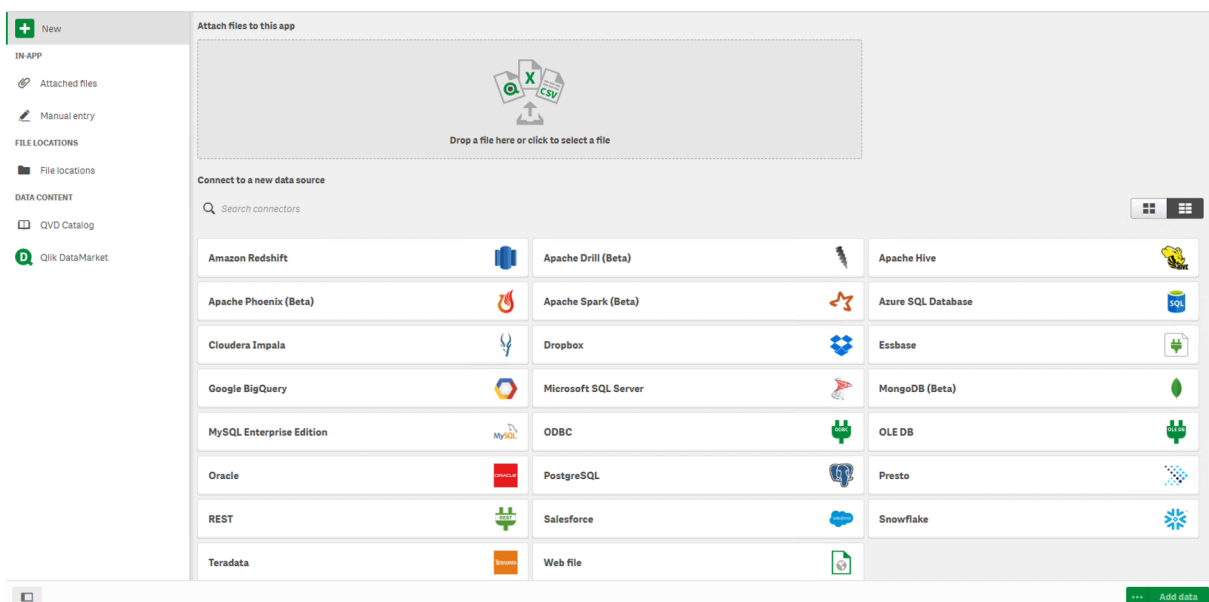 New
IN-APP
Attached files
Manual entry
FILE LOCATIONS
File locations
DATA CONTENT
QVD Catalog
Qlik DataMarket
Attach files to this app
X
CSV
Drop a file here or click to select a file
Connect to a new data source
Search connectors
Amazon Redshift
Apache Drill (Beta)
Apache Hive
HIVE
Apache Phoenix (Beta)
Apache Spark (Beta)
Azure SQL Database
SQL
Cloudera Impala
Dropbox
Essbase
Google BigQuery
Microsoft SQL Server
MongoDB (Beta)
MySQL Enterprise Edition
MySQL
ODBC
ODBC
OLE DB
OLE DB
Oracle
ORACLE
PostgreSQL
Presto
REST
REST
Salesforce
salesforce
Snowflake
Teradata
TERADATA
Web file
Add data